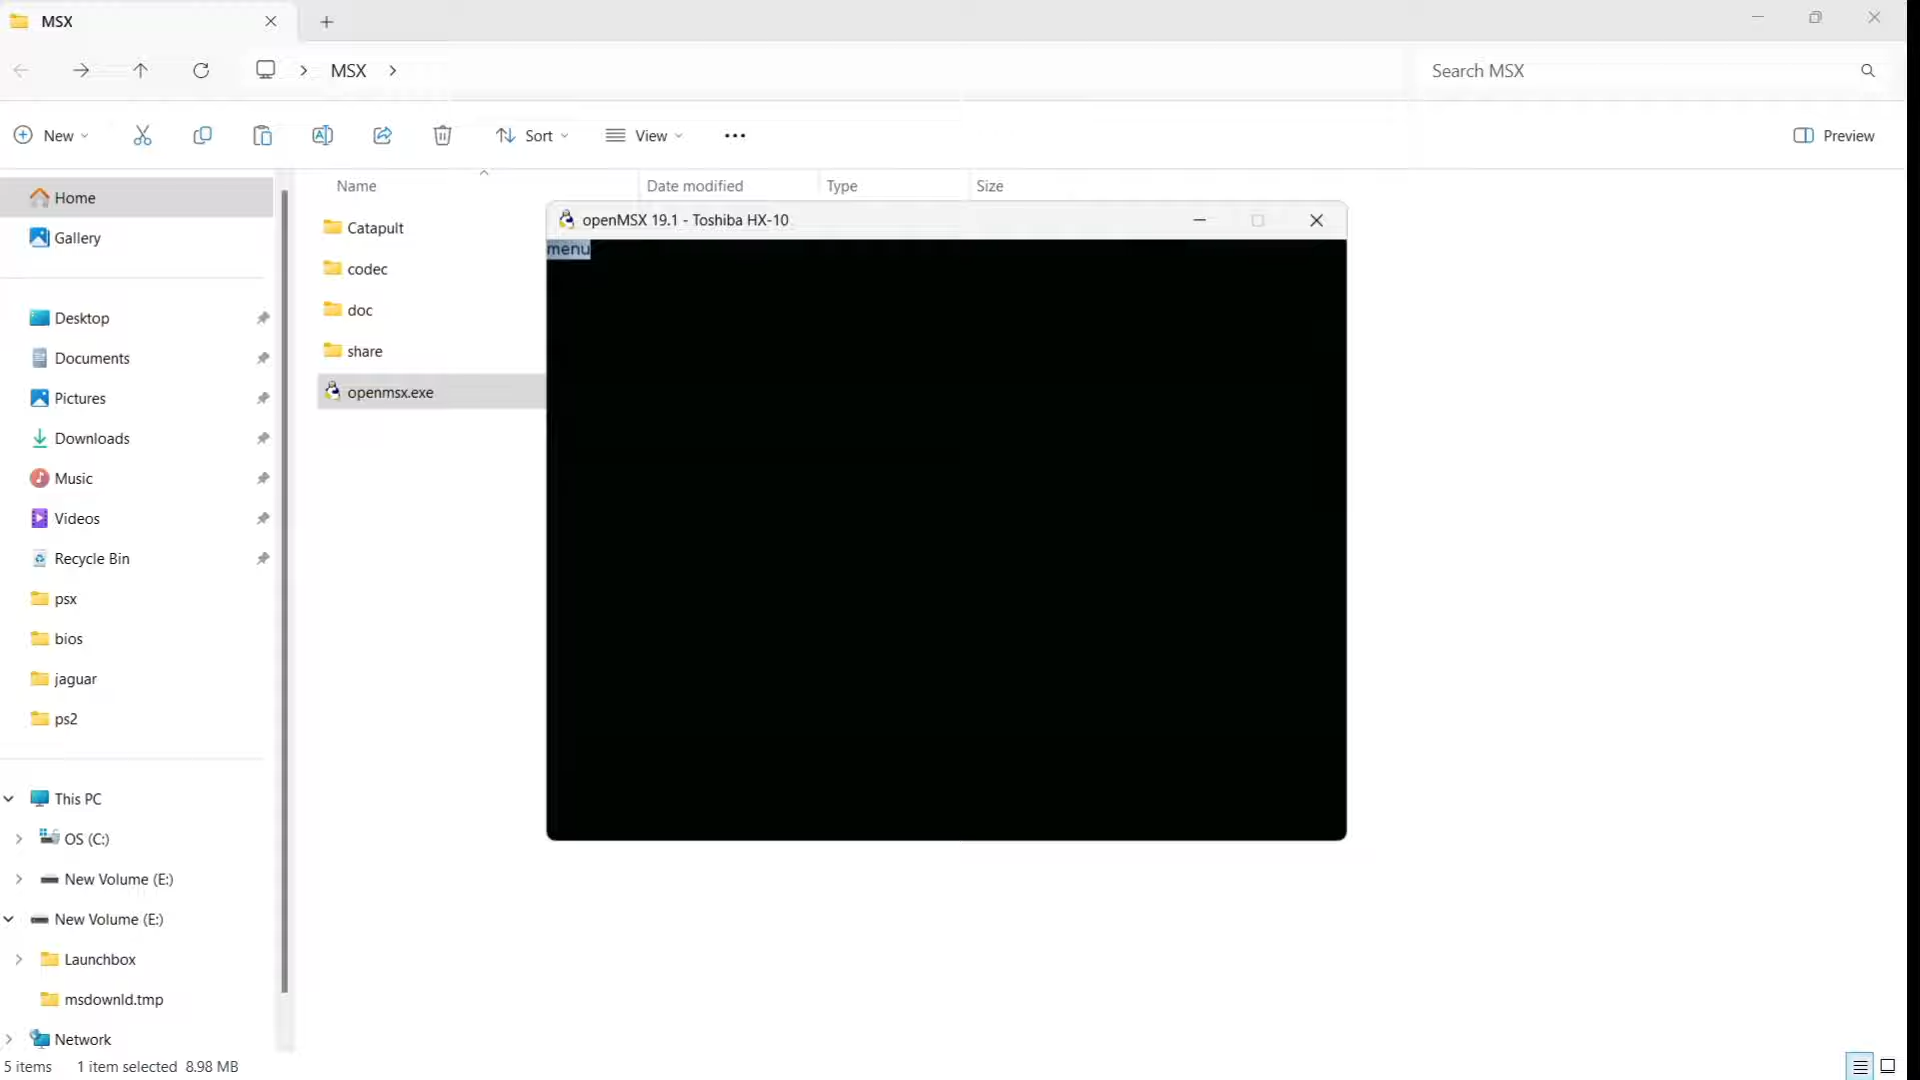 MSX
MSX
Search MSX
New
Sort
View
Preview
Name
Date modified
Type
Size
Home
Gallery
Desktop
Documents
Pictures
Downloads
Music
Videos
Recycle Bin
psx
bios
jaguar
ps2
This PC
OS (C:)
New Volume (E:)
New Volume (E:)
Launchbox
msdownld.tmp
Network
Catapult
codec
doc
share
openmsx.exe
openMSX 19.1 - Toshiba HX-10
menu
5 items 1 item selected 8.98 MB